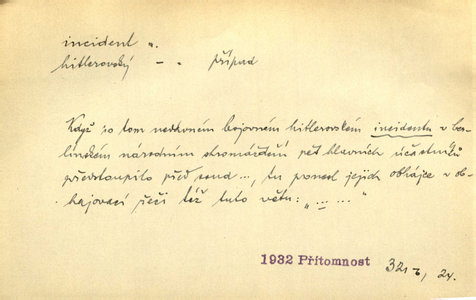 incident „.
hitlerovský – „ případ
Když po tom nedávném bojovném hitlerovském incidentu v ber-
línském národním shromáždění pět hlavních účastníků
předstoupilo před soud ..., tu pronesl jejich obhájce v ob-
hajovací řeči též tuto větu: „... ... “
1932 Přítomnost 321, 24.